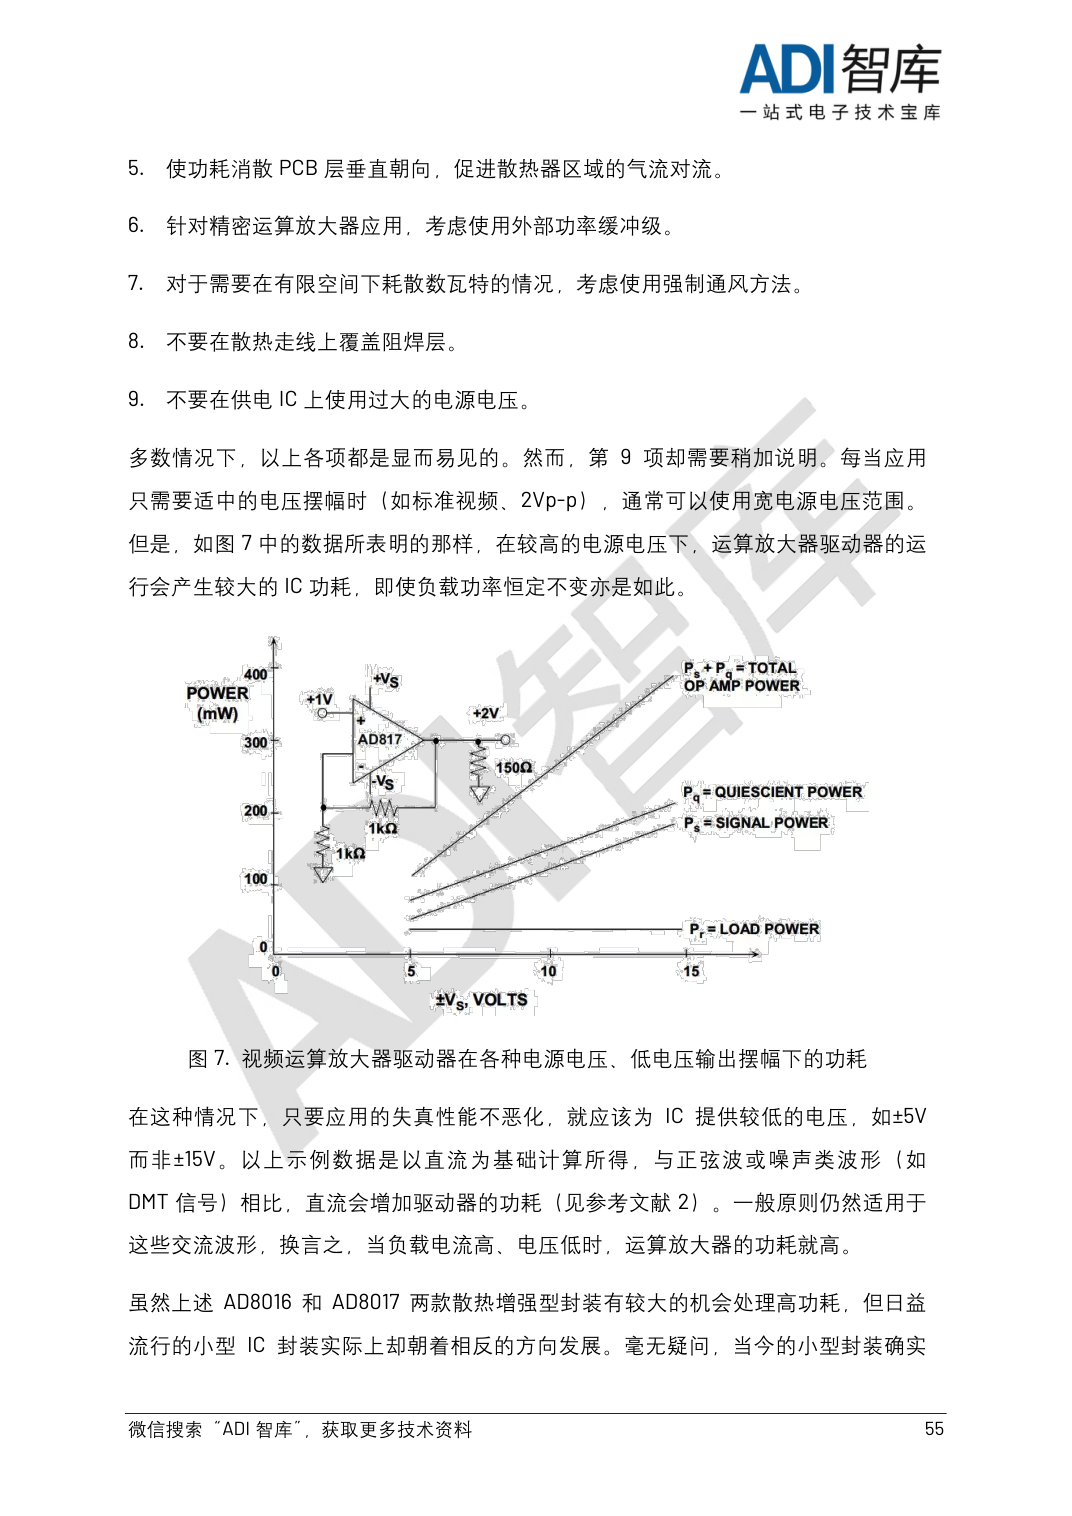 ADI智库
一站式电子技术宝库
5. 使功耗消散 PCB 层垂直朝向，促进散热器区域的气流对流。
6. 针对精密运算放大器应用，考虑使用外部功率缓冲级。
7. 对于需要在有限空间下耗散数瓦特的情况，考虑使用强制通风方法。
8. 不要在散热走线上覆盖阻焊层。
9. 不要在供电 IC 上使用过大的电源电压。
多数情况下，以上各项都是显而易见的。然而，第 9 项却需要稍加说明。每当应用
只需要适中的电压摆幅时（如标准视频、2Vp-p），通常可以使用宽电源电压范围。
但是，如图 7 中的数据所表明的那样，在较高的电源电压下，运算放大器驱动器的运
行会产生较大的 IC 功耗，即使负载功率恒定不变亦是如此。
400
POWER
(mW)
300
200
100
0
+1V
+VS
+
AD817
-
-VS
+2V
150Ω
1kΩ
1kΩ
Ps + Pq = TOTAL
OP AMP POWER
Pq = QUIESCIENT POWER
Ps = SIGNAL POWER
Pr = LOAD POWER
0 5 10 15
±VS, VOLTS
图 7. 视频运算放大器驱动器在各种电源电压、低电压输出摆幅下的功耗
在这种情况下，只要应用的失真性能不恶化，就应该为 IC 提供较低的电压，如±5V
而非±15V。以上示例数据是以直流为基础计算所得，与正弦波或噪声类波形（如
DMT 信号）相比，直流会增加驱动器的功耗（见参考文献 2）。一般原则仍然适用于
这些交流波形，换言之，当负载电流高、电压低时，运算放大器的功耗就高。
虽然上述 AD8016 和 AD8017 两款散热增强型封装有较大的机会处理高功耗，但日益
流行的小型 IC 封装实际上却朝着相反的方向发展。毫无疑问，当今的小型封装确实
微信搜索“ADI 智库”，获取更多技术资料 55
ADI智库